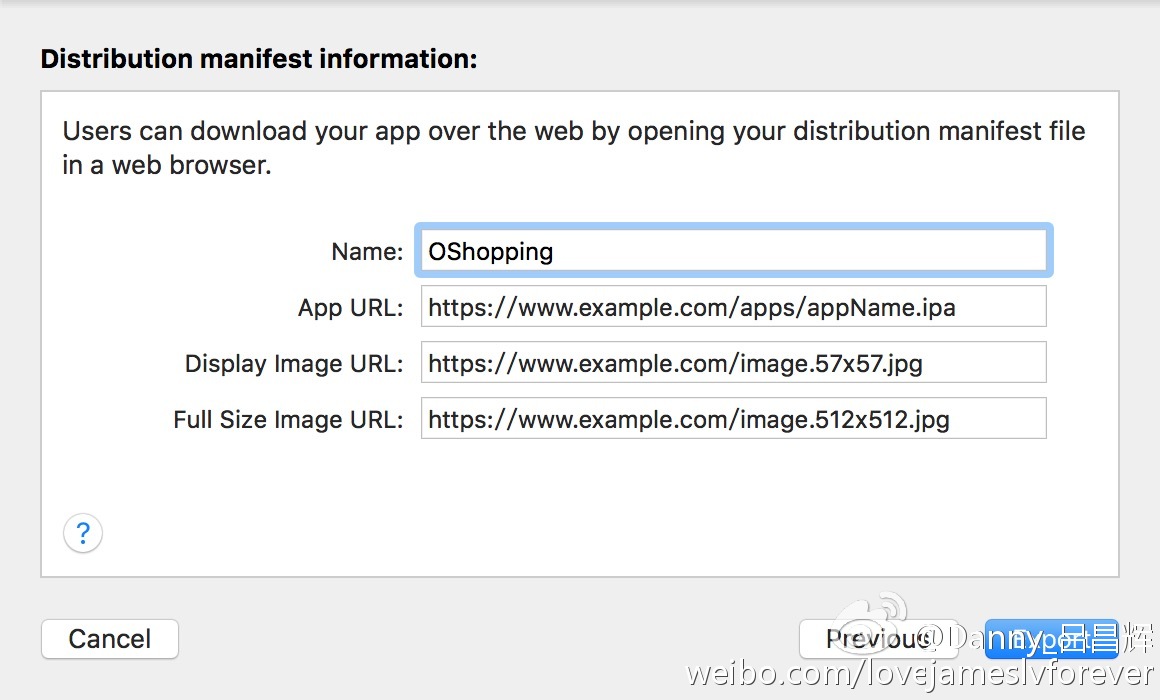 Distribution manifest information:
Users can download your app over the web by opening your distribution manifest file
in a web browser.
Name: OShopping
App URL: https://www.example.com/apps/appName.ipa
Display Image URL: https://www.example.com/image.57x57.jpg
Full Size Image URL: https://www.example.com/image.512x512.jpg
?
Cancel Previous Export
@Danny_吕昌辉
weibo.com/lovejameslvforever